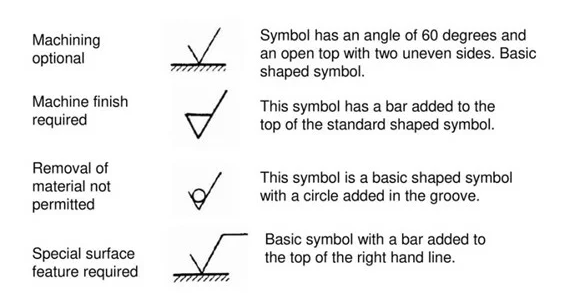 Machining
optional
Symbol has an angle of 60 degrees and
an open top with two uneven sides. Basic
shaped symbol.
Machine finish
required
This symbol has a bar added to the
top of the standard shaped symbol.
Removal of
material not
permitted
This symbol is a basic shaped symbol
with a circle added in the groove.
Special surface
feature required
Basic symbol with a bar added to
the top of the right hand line.